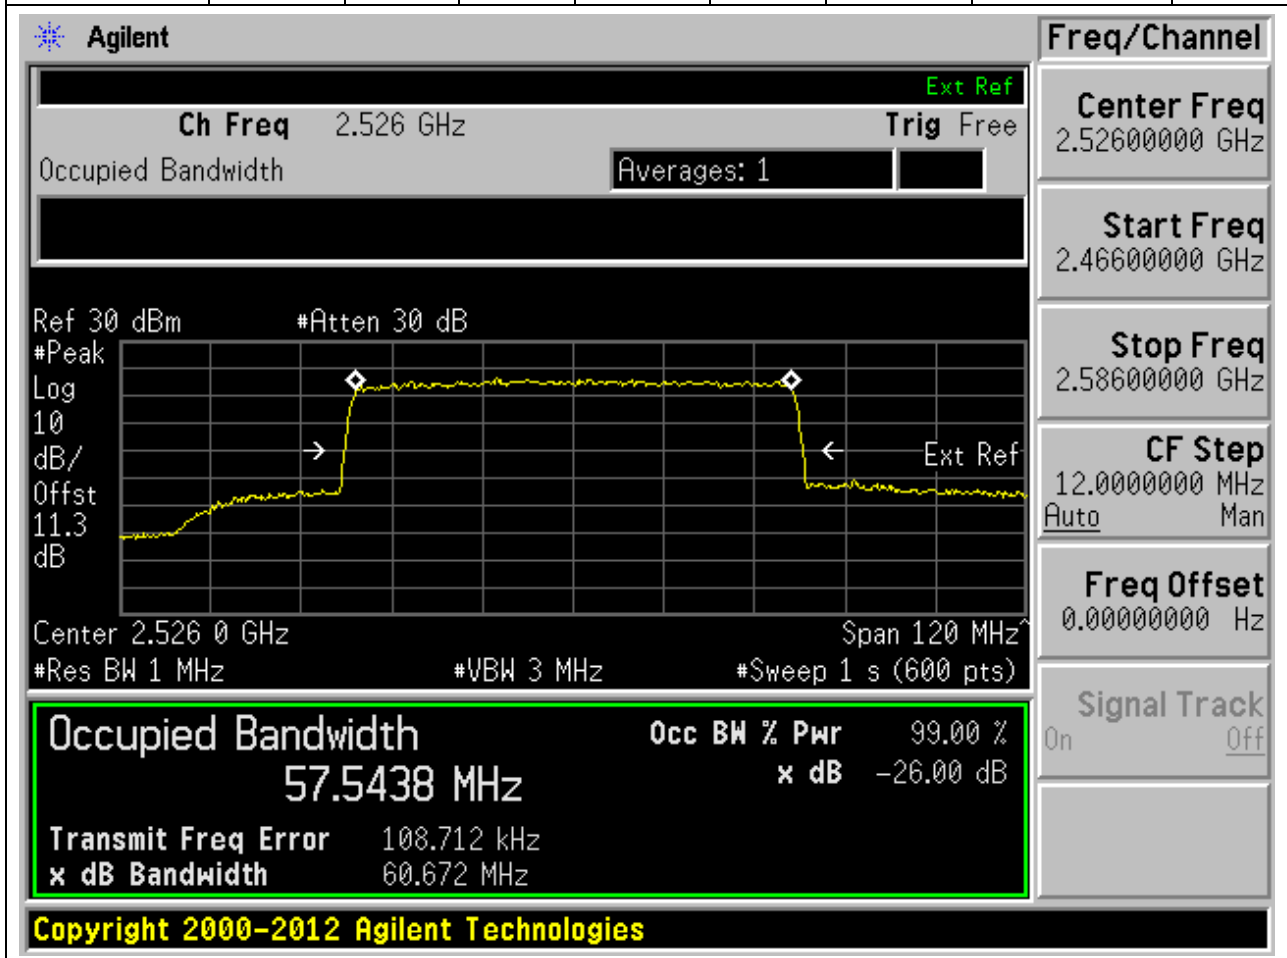 Agilent
Freq/Channel
Ext Ref
Ch Freq 2.526 GHz Trig Free
Occupied Bandwidth Averages: 1
Center Freq
2.52600000 GHz
Start Freq
2.46600000 GHz
Stop Freq
2.58600000 GHz
CF Step
12.0000000 MHz
Auto Man
Freq Offset
0.00000000 Hz
Signal Track
On Off
Ref 30 dBm #Atten 30 dB
#Peak
Log
10
dB/
Offst
11.3
dB
Ext Ref
Center 2.526 0 GHz Span 120 MHz^
#Res BW 1 MHz #VBW 3 MHz #Sweep 1 s (600 pts)
Occupied Bandwidth Occ BW % Pwr 99.00 %
57.5438 MHz x dB -26.00 dB
Transmit Freq Error 108.712 kHz
x dB Bandwidth 60.672 MHz
Copyright 2000-2012 Agilent Technologies